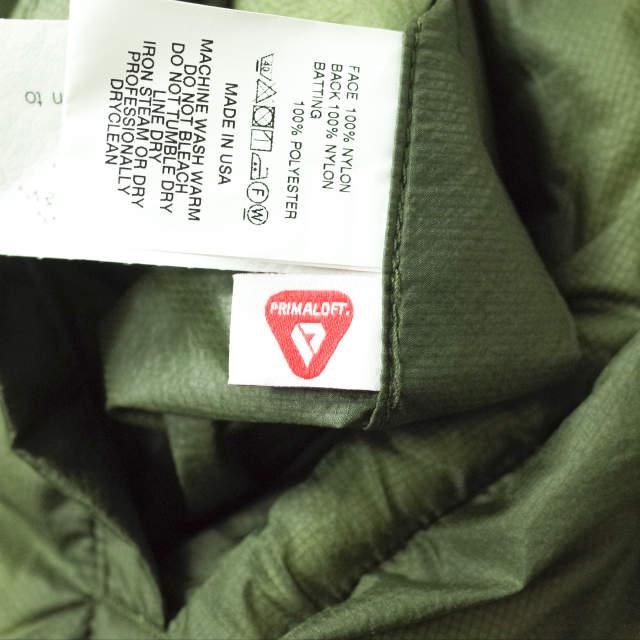 FACE 100% NYLON
BACK 100% NYLON
BATTING
100% POLYESTER
MADE IN USA
MACHINE WASH WARM
DO NOT BLEACH
DO NOT TUMBLE DRY
LINE DRY
IRON STEAM OR DRY
PROFESSIONALLY
DRYCLEAN
n to
PRIMALOFT